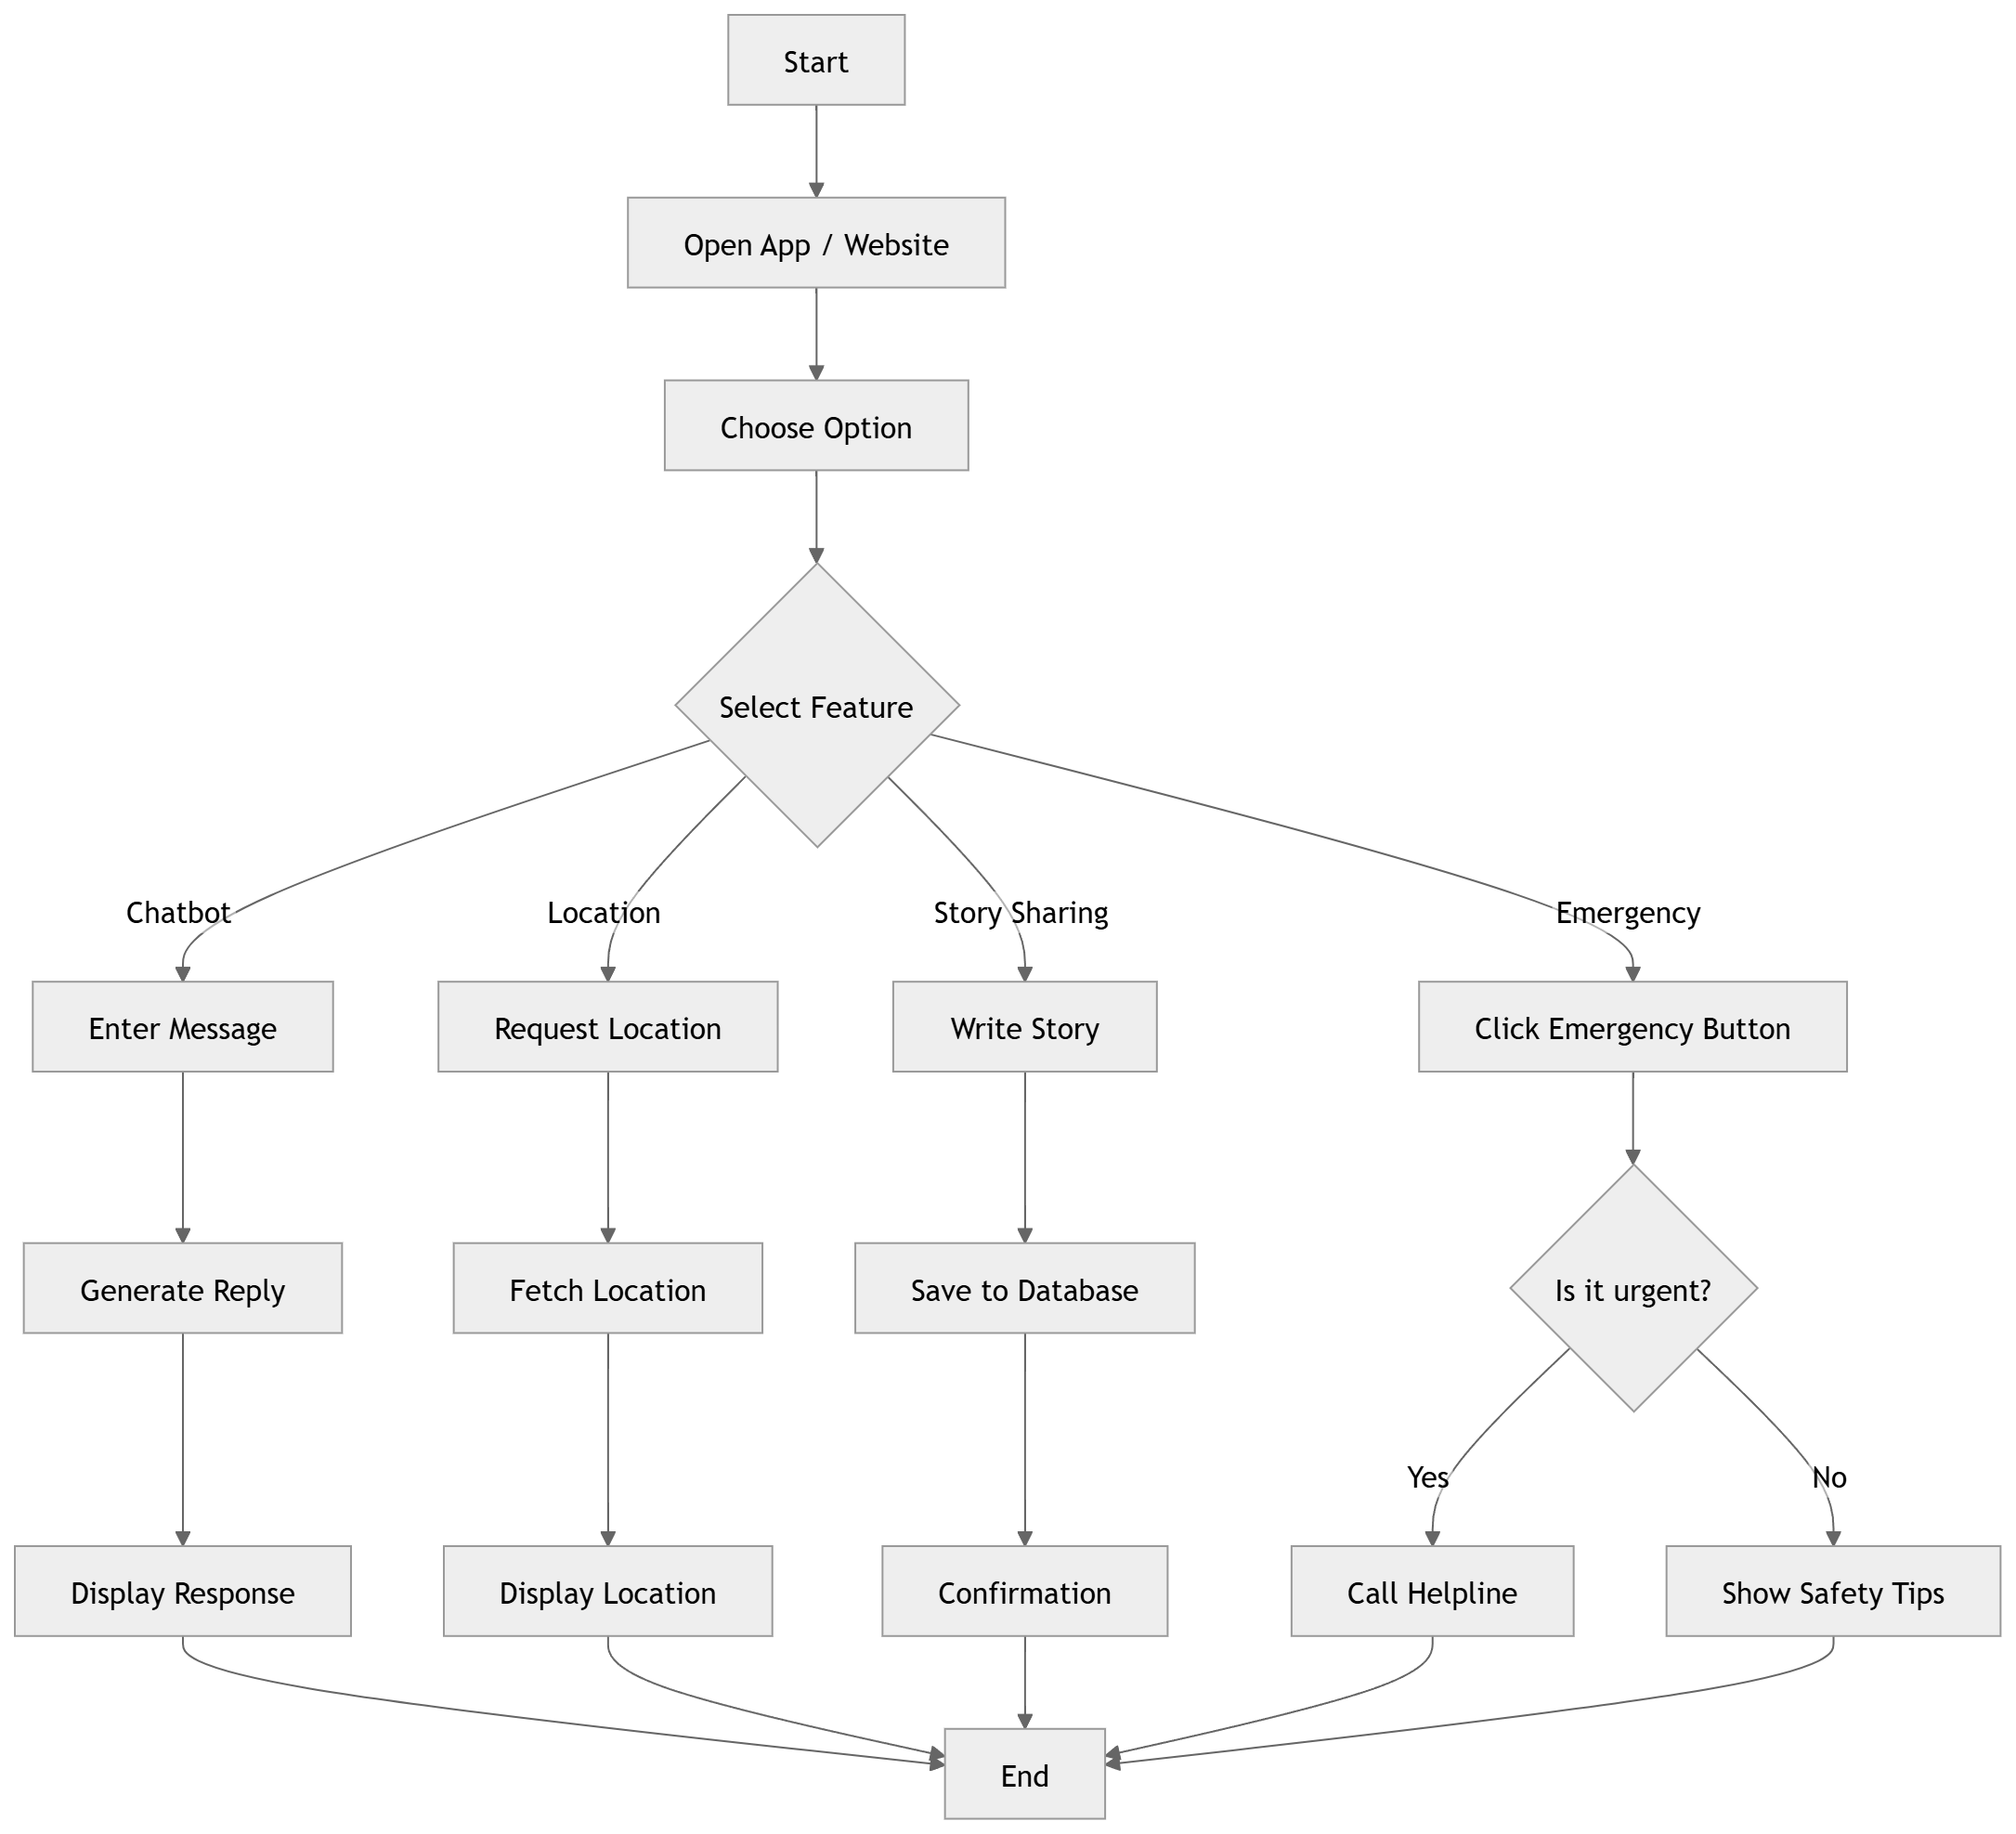 Start
Open App / Website
Choose Option
Select Feature
Chatbot
Location
Story Sharing
Emergency
Enter Message
Request Location
Write Story
Click Emergency Button
Generate Reply
Fetch Location
Save to Database
Is it urgent?
Yes
No
Display Response
Display Location
Confirmation
Call Helpline
Show Safety Tips
End